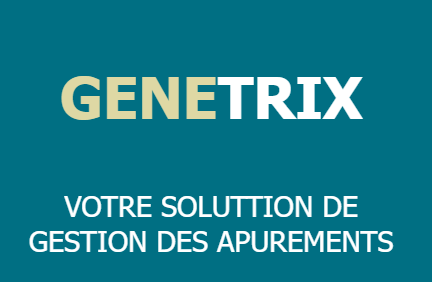 GENETRIX
VOTRE SOLUTTION DE
GESTION DES APUREMENTS